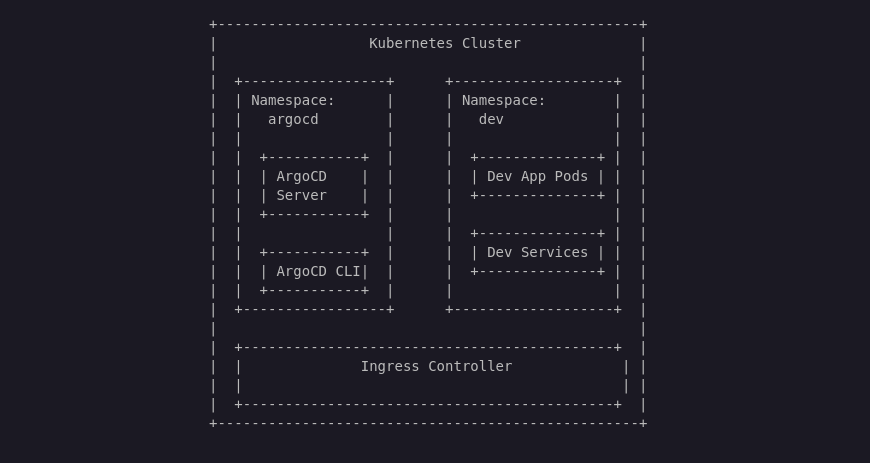 Kubernetes Cluster
Namespace: Namespace:
argocd dev
ArgoCD Dev App Pods
Server
Dev Services
ArgoCD CLI
Ingress Controller